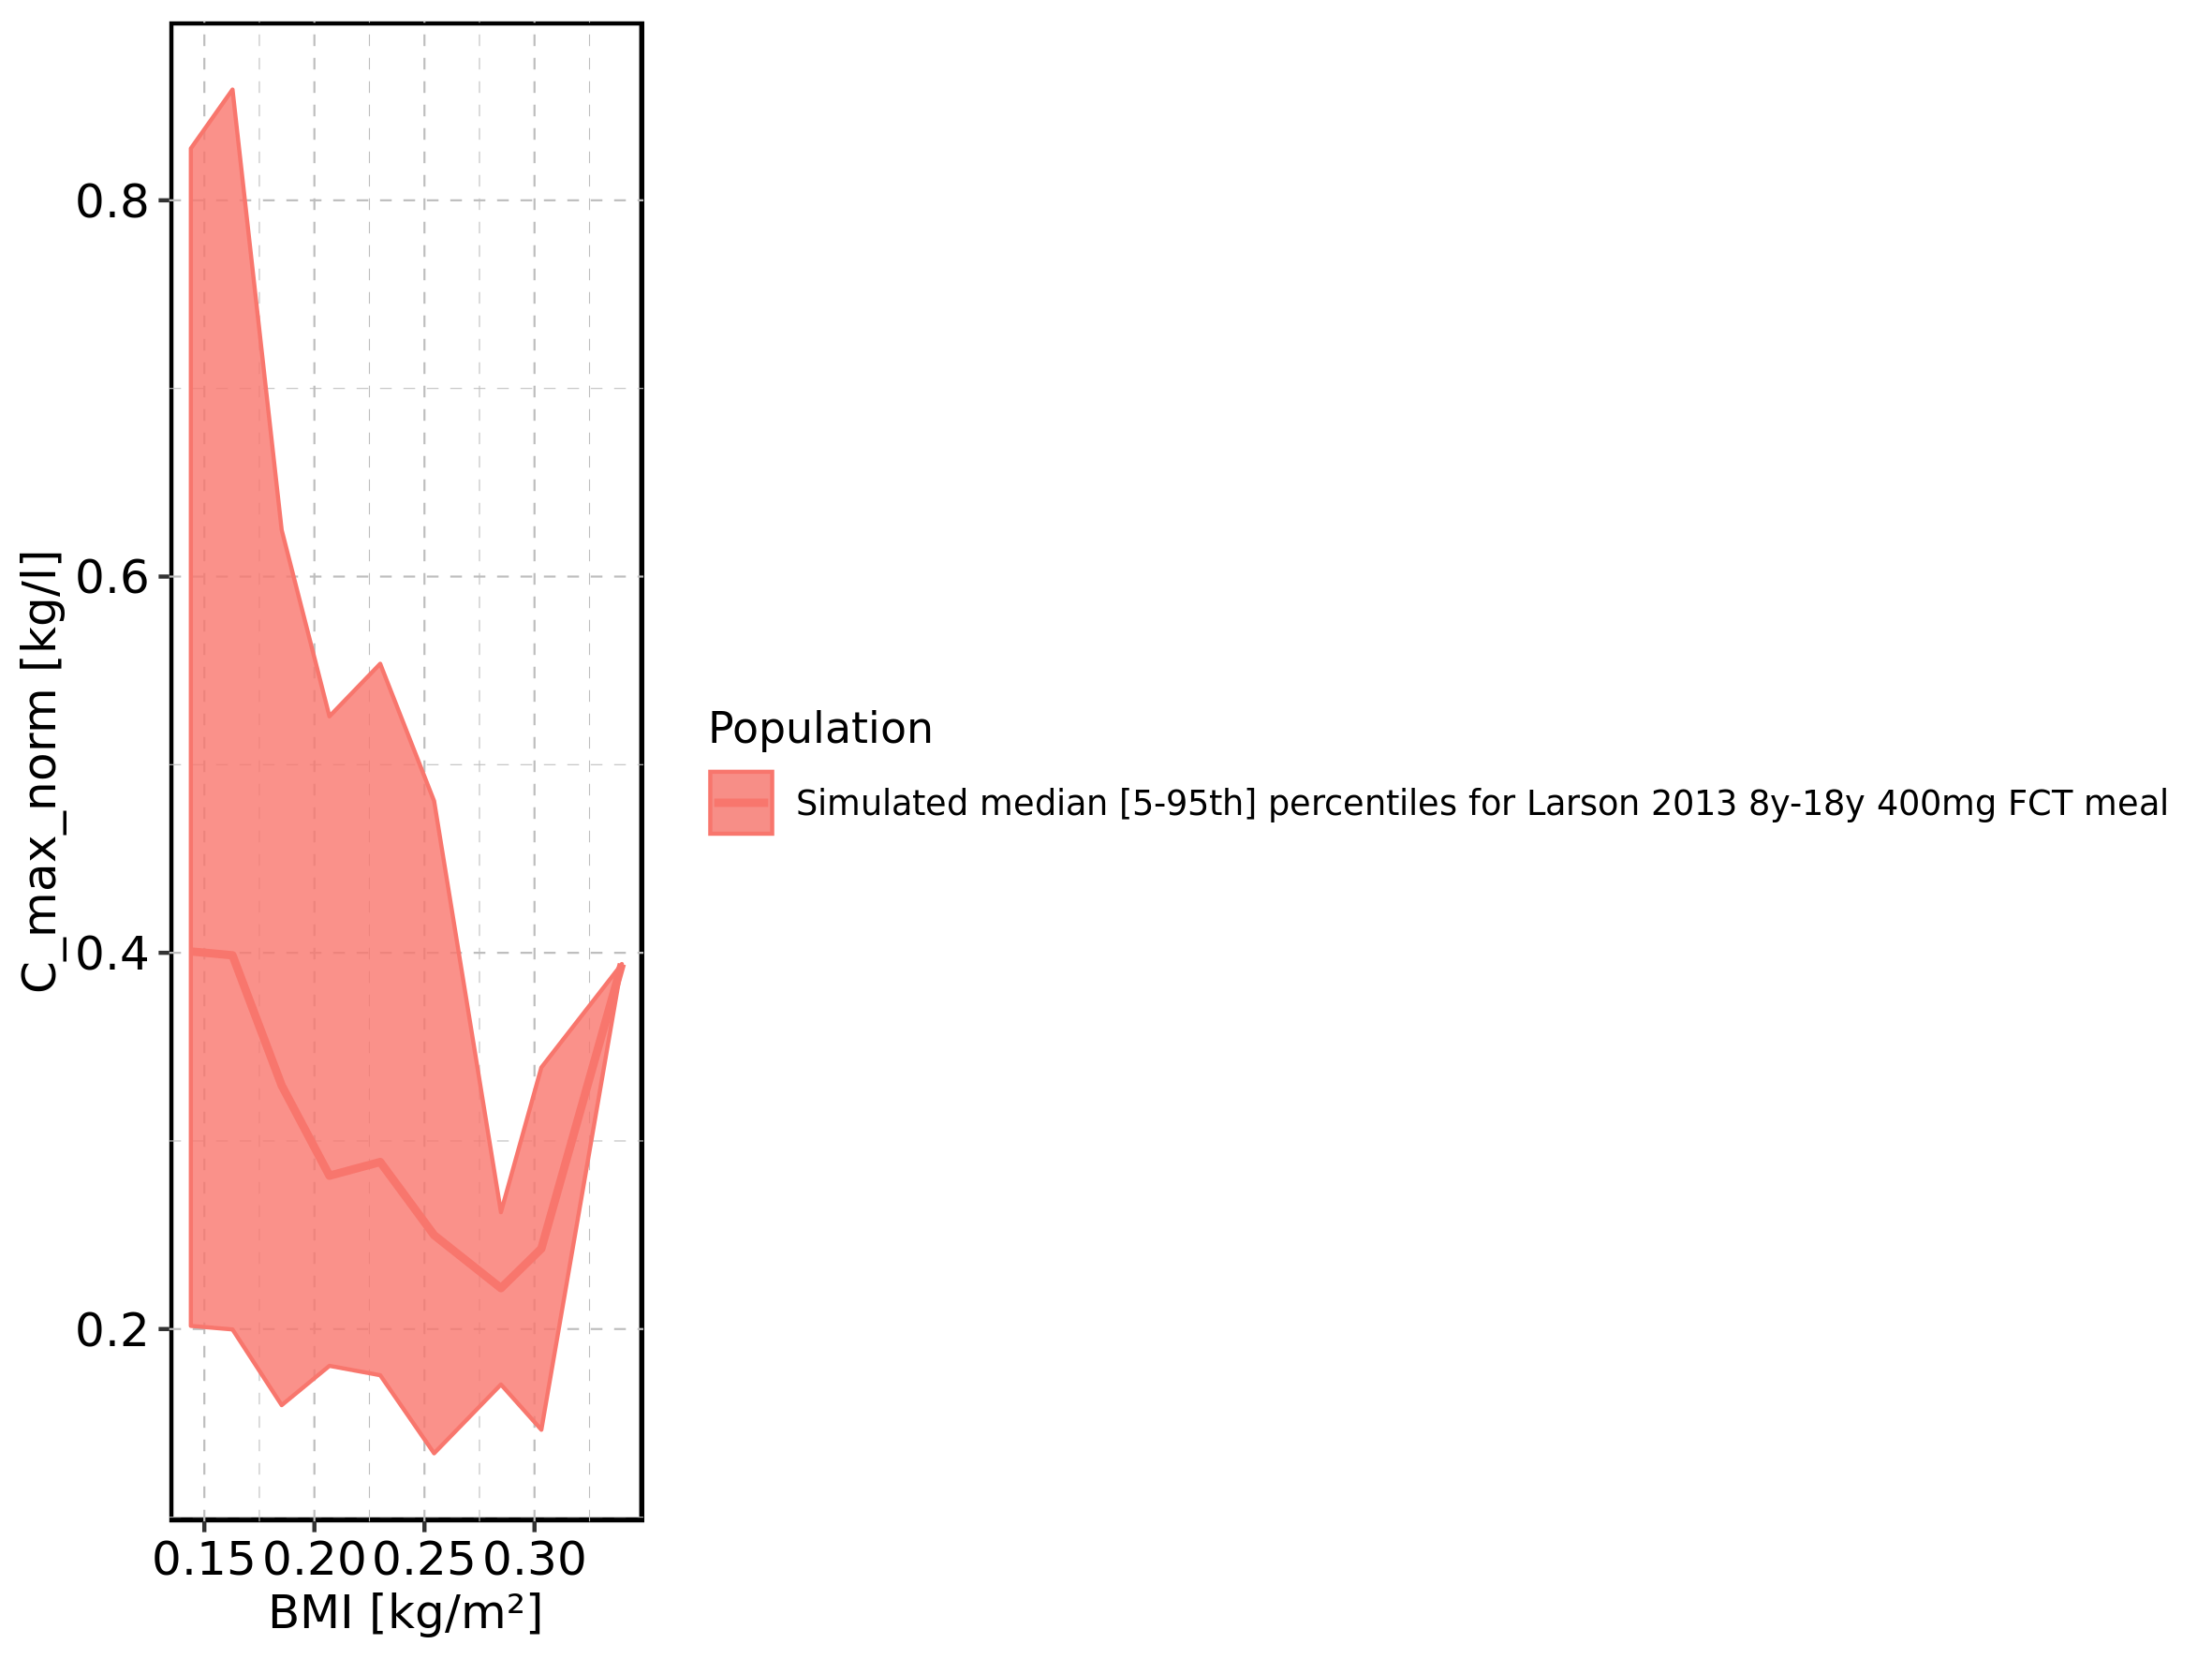 C_max_norm [kg/l]
0.8
0.6
0.4
0.2
0.15 0.20 0.25 0.30
BMI [kg/m²]
Population
Simulated median [5-95th] percentiles for Larson 2013 8y-18y 400mg FCT meal